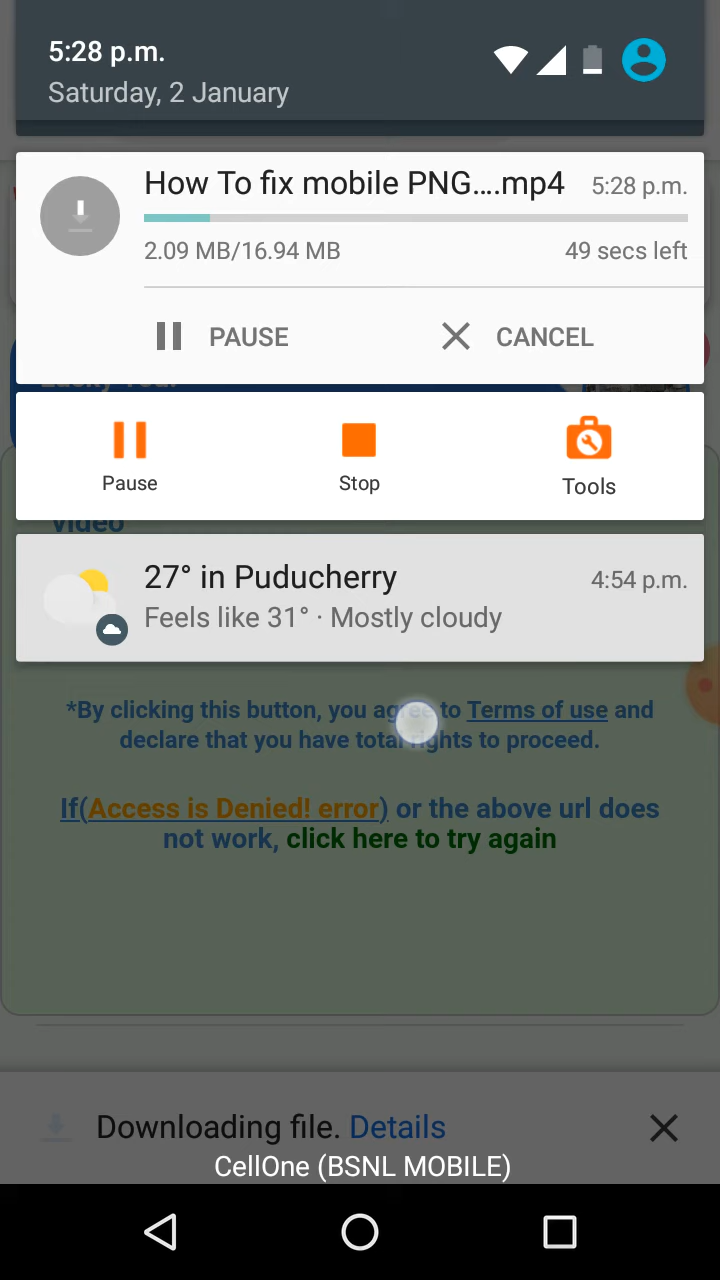 5:28 p.m.
Saturday, 2 January
How To fix mobile PNG....mp4 5:28 p.m.
2.09 MB/16.94 MB 49 secs left
PAUSE CANCEL
Pause Stop Tools
video
27° in Puducherry 4:54 p.m.
Feels like 31° · Mostly cloudy
*By clicking this button, you agree to Terms of use and
declare that you have total rights to proceed.
If(Access is Denied! error) or the above url does
not work, click here to try again
Downloading file. Details
CellOne (BSNL MOBILE)